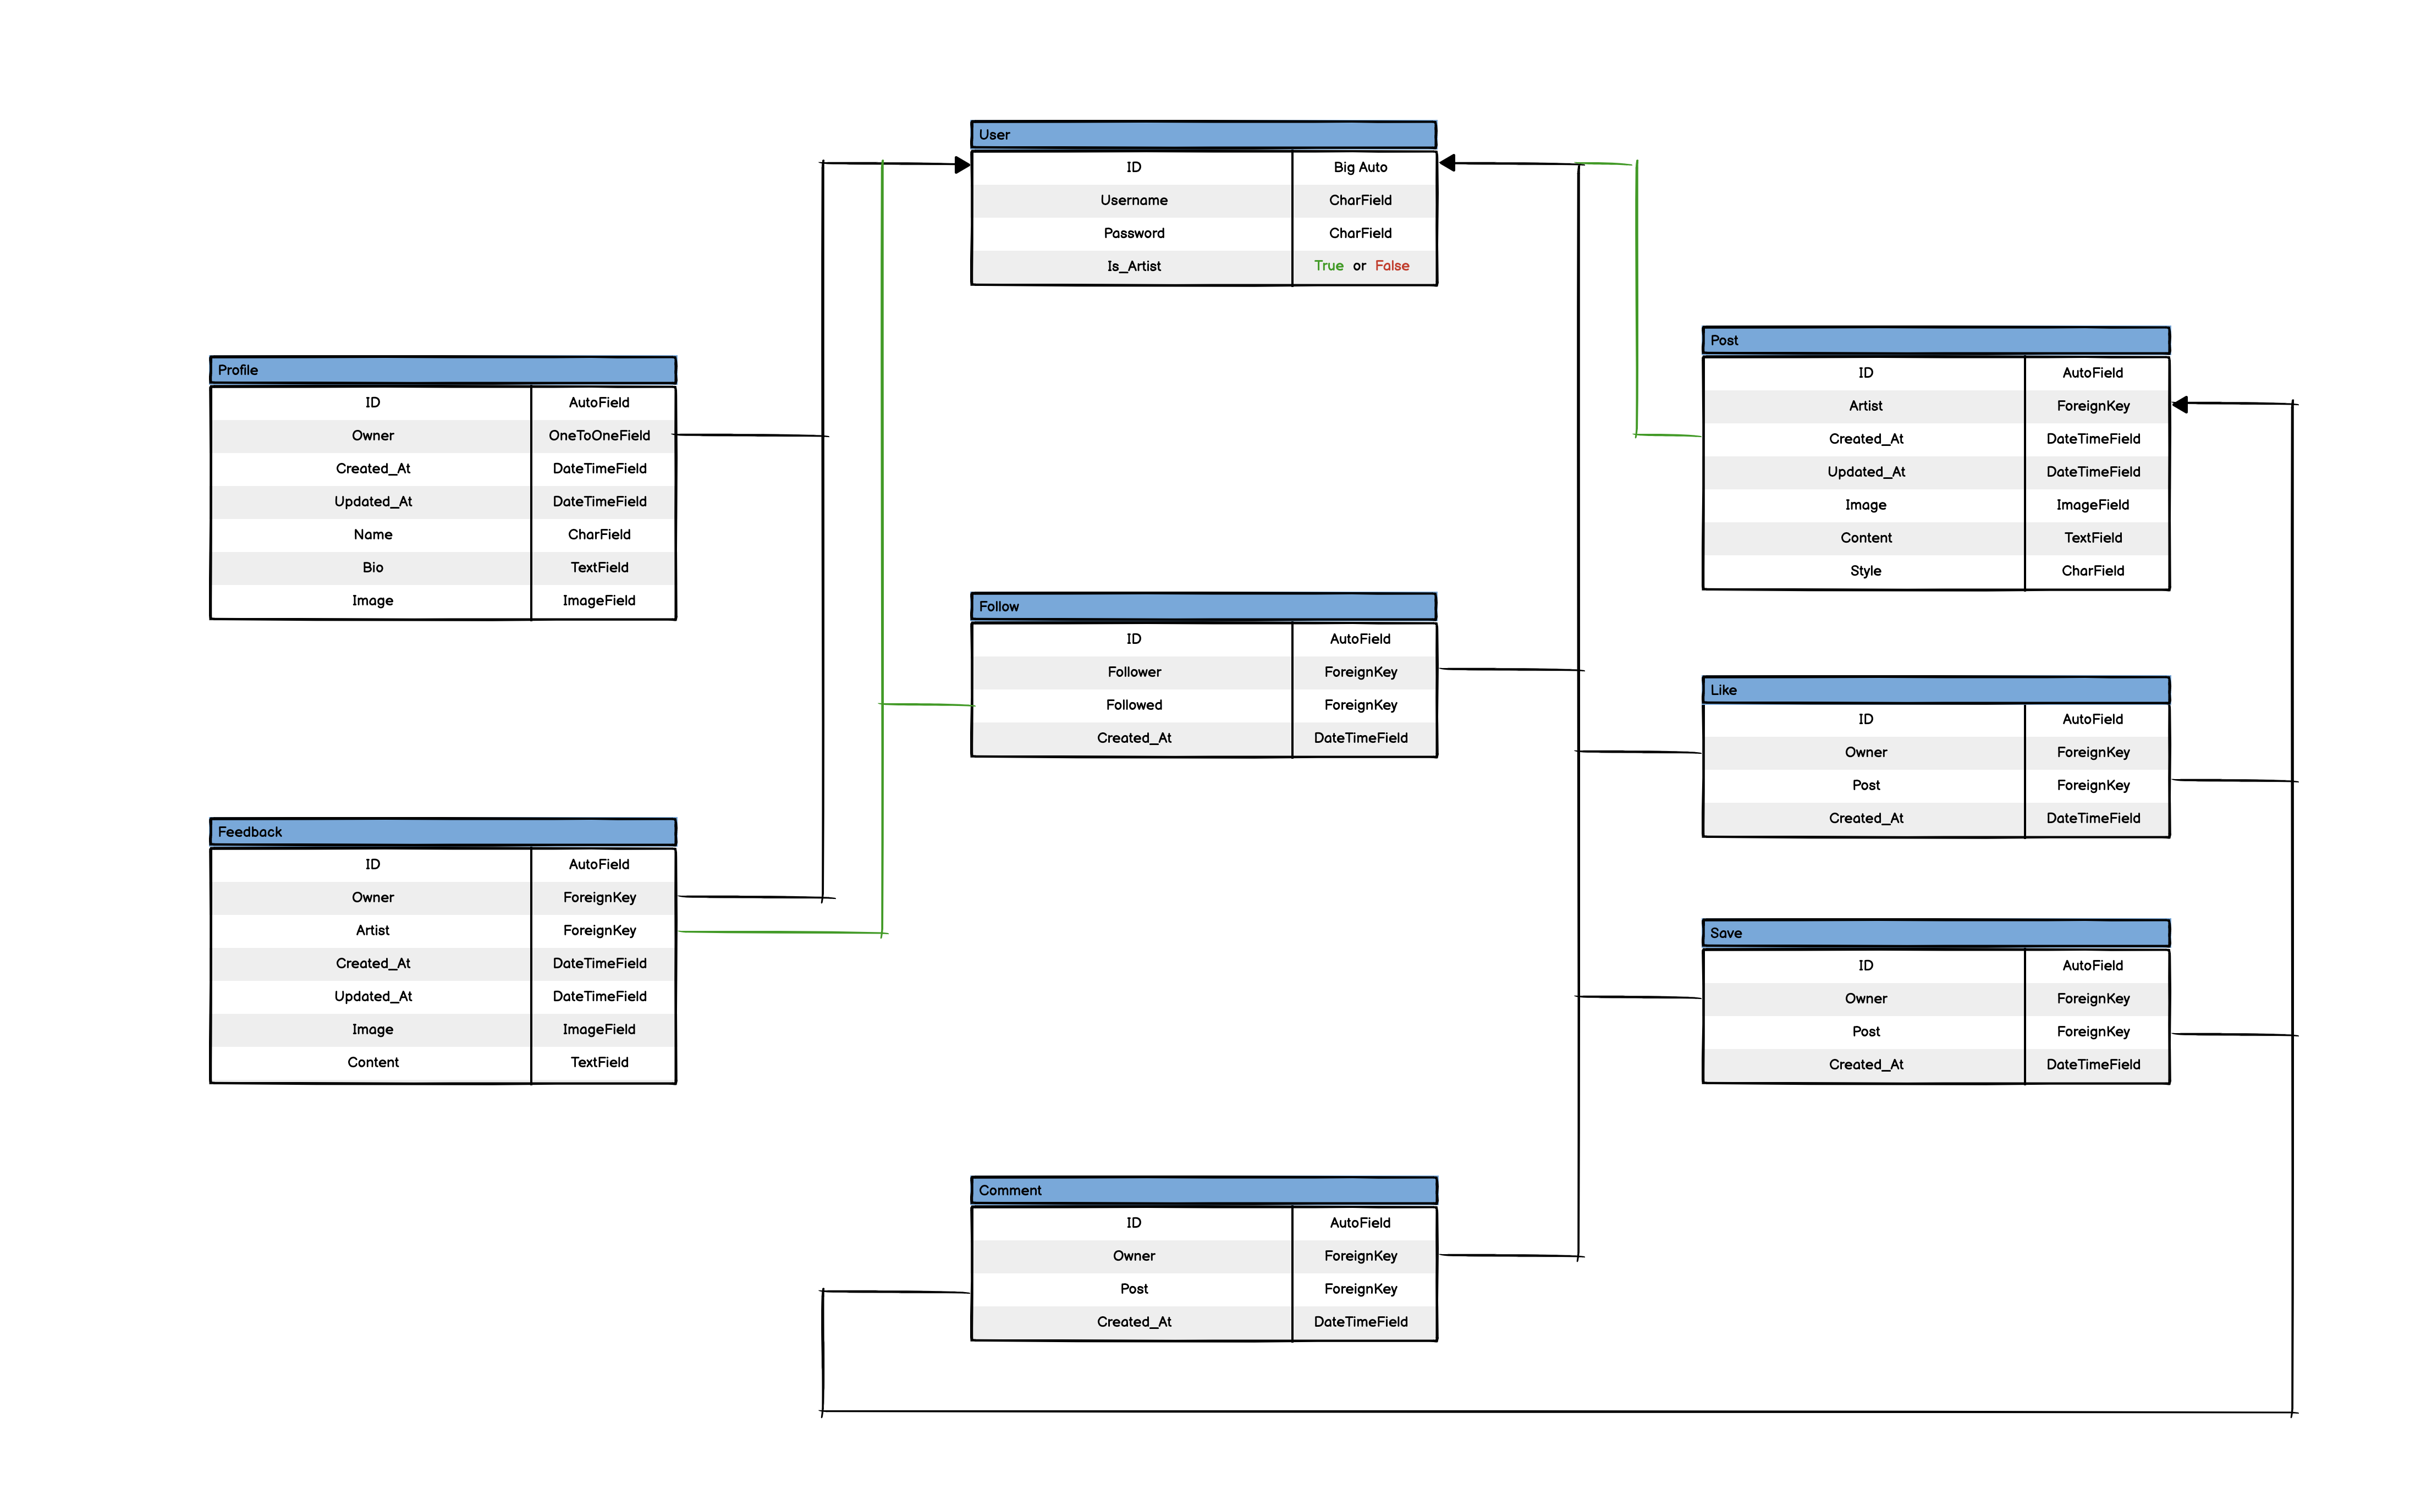 User
ID Big Auto
Username CharField
Password CharField
Is_Artist True or False
Profile
ID AutoField
Owner OneToOneField
Created_At DateTimeField
Updated_At DateTimeField
Name CharField
Bio TextField
Image ImageField
Post
ID AutoField
Artist ForeignKey
Created_At DateTimeField
Updated_At DateTimeField
Image ImageField
Content TextField
Style CharField
Follow
ID AutoField
Follower ForeignKey
Followed ForeignKey
Created_At DateTimeField
Like
ID AutoField
Owner ForeignKey
Post ForeignKey
Created_At DateTimeField
Feedback
ID AutoField
Owner ForeignKey
Artist ForeignKey
Created_At DateTimeField
Updated_At DateTimeField
Image ImageField
Content TextField
Save
ID AutoField
Owner ForeignKey
Post ForeignKey
Created_At DateTimeField
Comment
ID AutoField
Owner ForeignKey
Post ForeignKey
Created_At DateTimeField